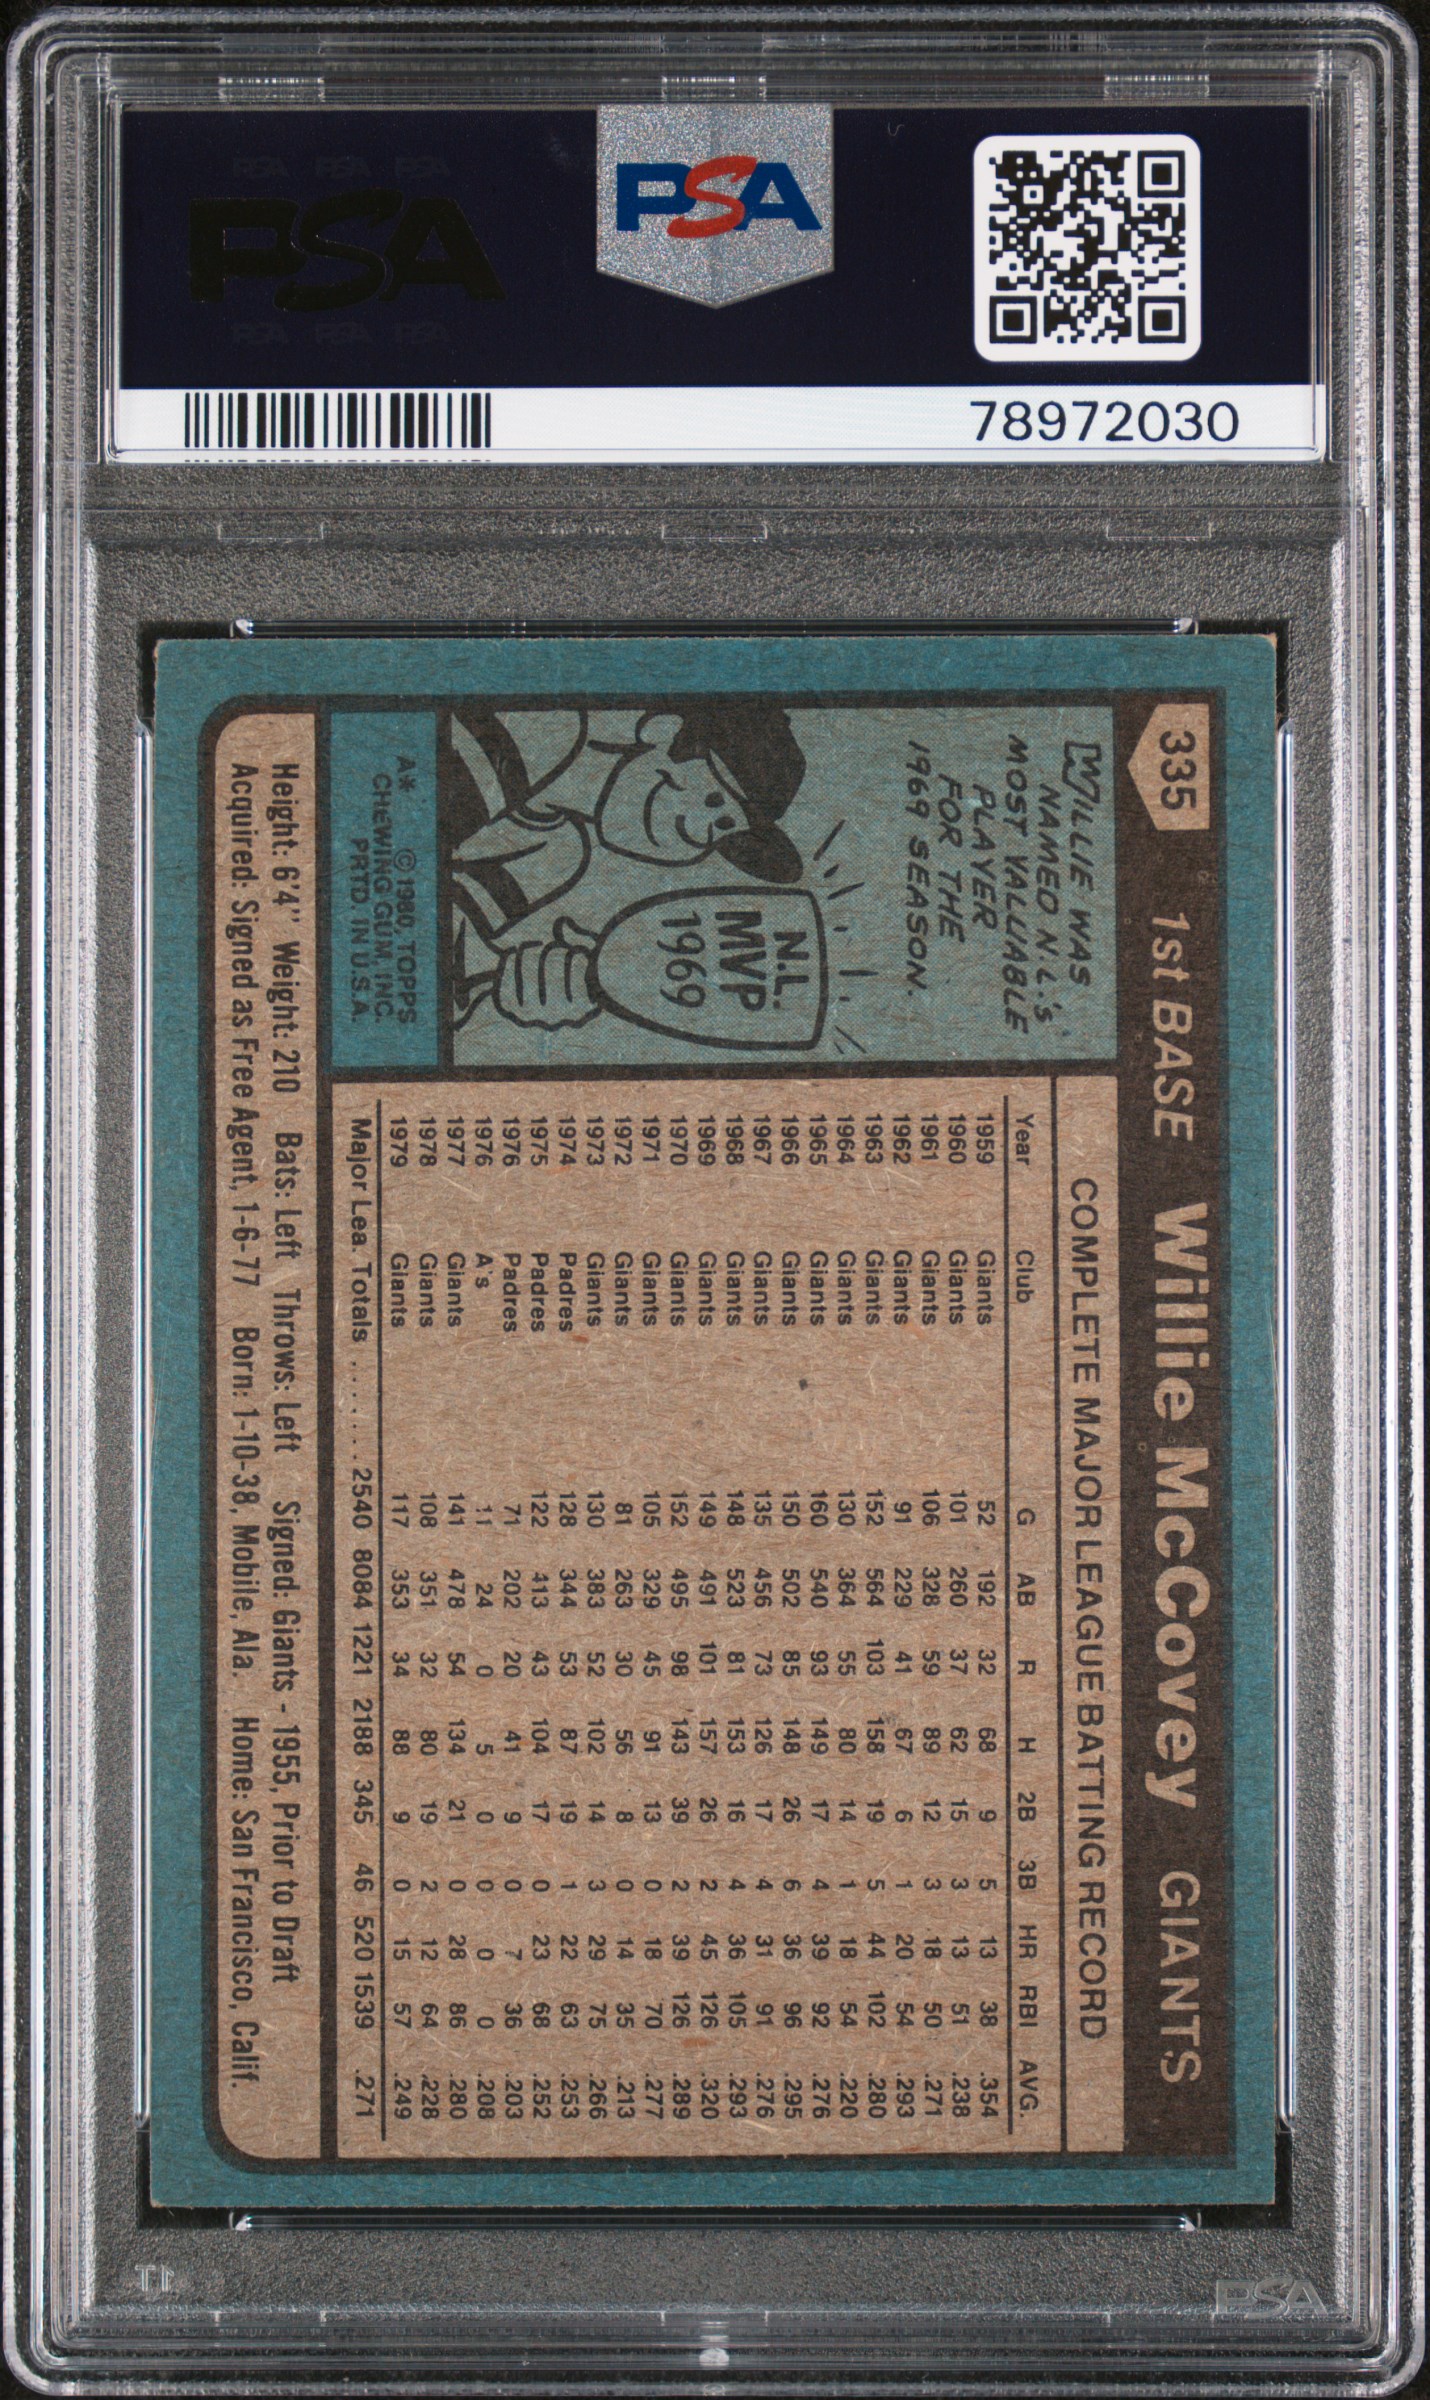 PSA PSA PSA
PSA
PSA PSA PSA
PSA
78972030
335 1st BASE Willie McCovey GIANTS
WILLIE WAS
NAMED N.L.'S
MOST VALUABLE
PLAYER
FOR THE
1969 SEASON.
N.L.
MVP
1969
A* © 1980, TOPPS
CHEWING GUM, INC.
PRTD. IN U.S.A.
COMPLETE MAJOR LEAGUE BATTING RECORD
Year Club G AB R H 2B 3B HR RBI AVG.
1959 Giants 52 192 32 68 9 5 13 38 .354
1960 Giants 101 260 37 62 15 3 13 51 .238
1961 Giants 106 328 59 89 12 3 18 50 .271
1962 Giants 91 229 41 67 6 1 20 54 .293
1963 Giants 152 564 103 158 19 5 44 102 .280
1964 Giants 130 364 55 80 14 1 18 54 .220
1965 Giants 160 540 93 149 17 4 39 92 .276
1966 Giants 150 502 85 148 26 6 36 96 .295
1967 Giants 135 456 73 126 17 4 31 91 .276
1968 Giants 148 523 81 153 16 4 36 105 .293
1969 Giants 149 491 101 157 26 2 45 126 .320
1970 Giants 152 495 98 143 39 2 39 126 .289
1971 Giants 105 329 45 91 13 0 18 70 .277
1972 Giants 81 263 30 56 8 0 14 35 .213
1973 Giants 130 383 52 102 14 3 29 75 .266
1974 Padres 128 344 53 87 19 1 22 63 .253
1975 Padres 122 413 43 104 17 0 23 68 .252
1976 Padres 71 202 20 41 9 0 7 36 .203
1976 A's 11 24 0 5 0 0 0 0 .208
1977 Giants 141 478 54 134 21 0 28 86 .280
1978 Giants 108 351 32 80 19 2 12 64 .228
1979 Giants 117 353 34 88 9 0 15 57 .249
Major Lea. Totals ....... 2540 8084 1221 2188 345 46 520 1539 .271
Height: 6'4" Weight: 210 Bats: Left Throws: Left Signed: Giants - 1955, Prior to Draft
Acquired: Signed as Free Agent, 1-6-77 Born: 1-10-38, Mobile, Ala. Home: San Francisco, Calif.
PSA